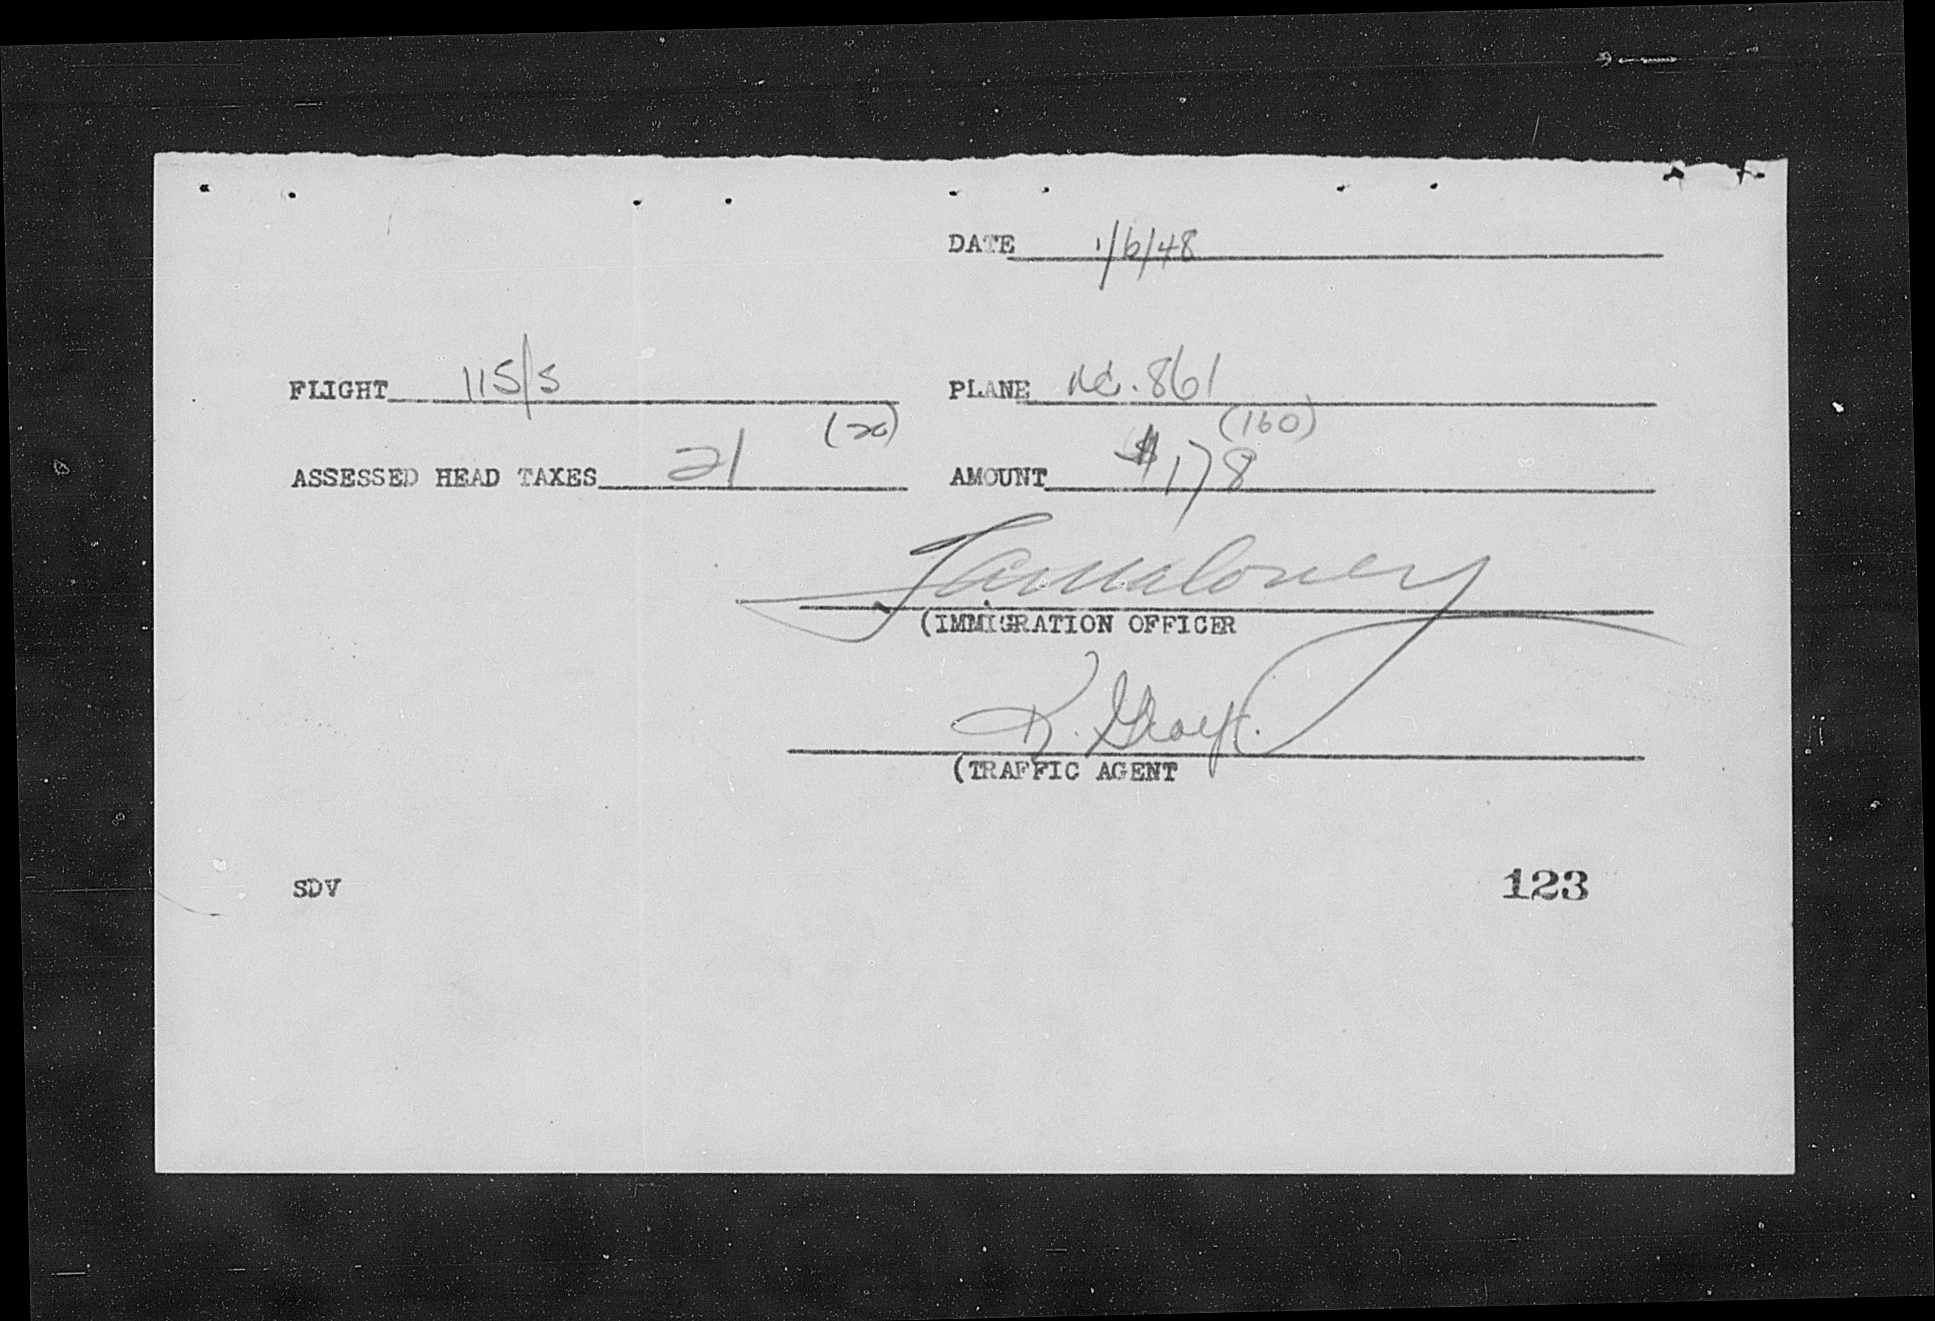 DATE 1/6/48
FLIGHT 115/5 PLANE NC. 861
(20) (160)
ASSESSED HEAD TAXES 21 AMOUNT $178
(IMMIGRATION OFFICER
K.
(TRAFFIC AGENT
SDV 123